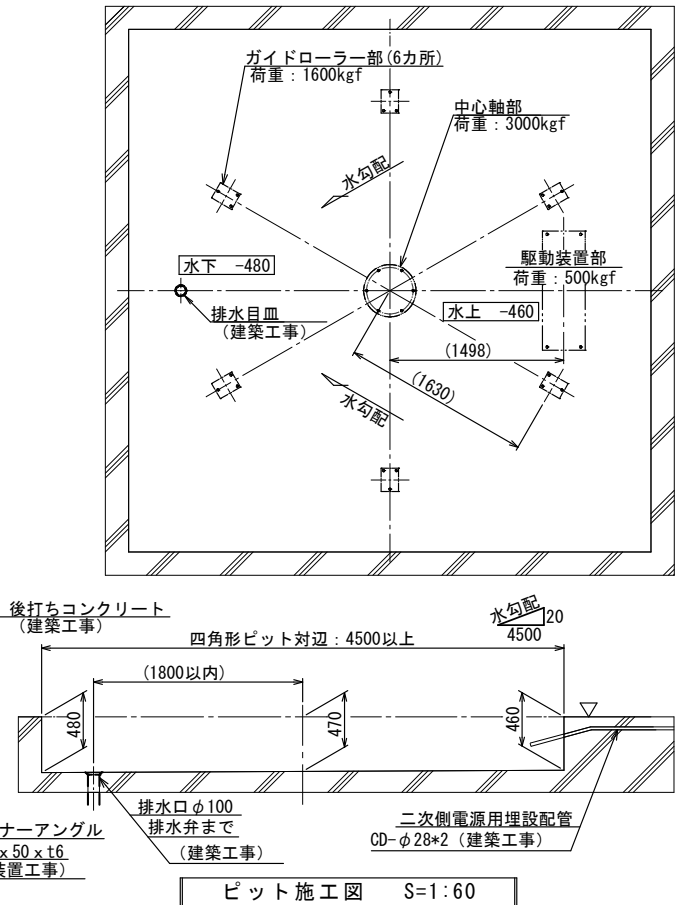 ガイドローラー部(6カ所)
荷重：1600kgf
中心軸部
荷重：3000kgf
水勾配
水下 -480
駆動装置部
荷重：500kgf
排水目皿
(建築工事)
水上 -460
(1498)
(1630)
水勾配
後打ちコンクリート
(建築工事)
水勾配
20
4500
四角形ピット対辺：4500以上
(1800以内)
480
470
460
排水口φ100
排水弁まで
(建築工事)
二次側電源用埋設配管
CD-φ28*2 (建築工事)
ナーアングル
x50xt6
装置工事)
ピット施工図 S=1:60